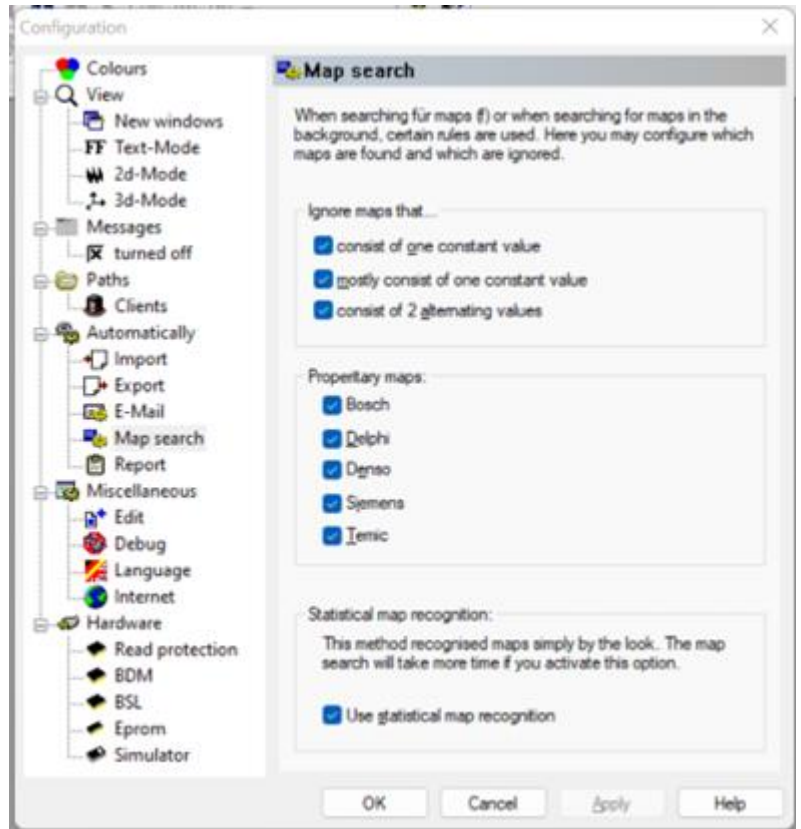 Configuration
Colours
View
New windows
FF Text-Mode
2d-Mode
3d-Mode
Messages
turned off
Paths
Clients
Automatically
Import
Export
E-Mail
Map search
Report
Miscellaneous
Edit
Debug
Language
Internet
Hardware
Read protection
BDM
BSL
Eprom
Simulator
Map search
When searching für maps (f) or when searching for maps in the
background, certain rules are used. Here you may configure which
maps are found and which are ignored.
Ignore maps that...
consist of one constant value
mostly consist of one constant value
consist of 2 alternating values
Properitary maps:
Bosch
Delphi
Denso
Siemens
Temic
Statistical map recognition:
This method recognised maps simply by the look.. The map
search will take more time if you activate this option.
Use statistical map recognition
OK
Cancel
Apply
Help